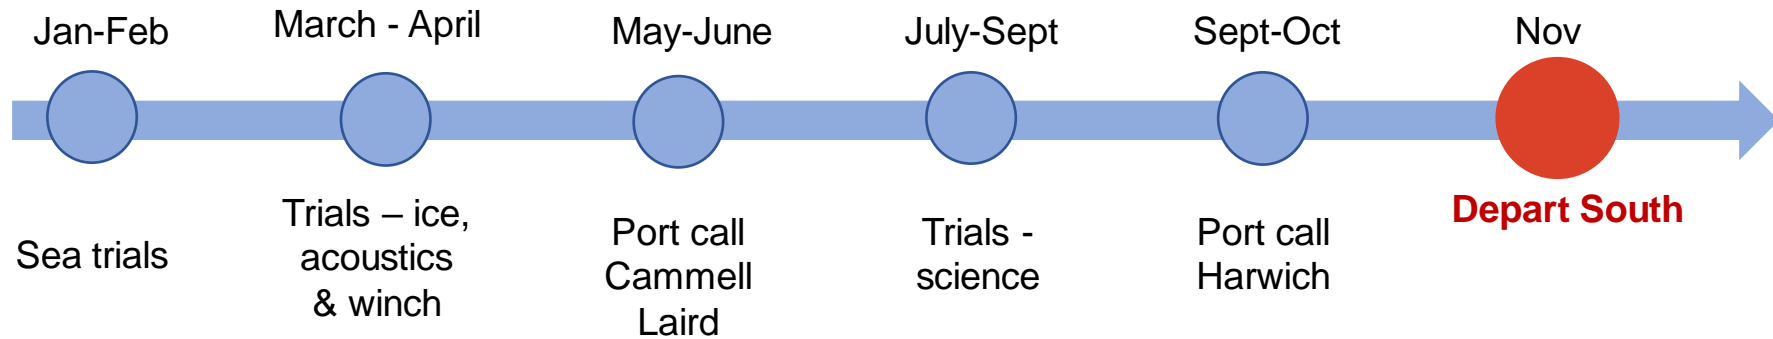 Jan-Feb
March - April
May-June
July-Sept
Sept-Oct
Nov
Sea trials
Trials – ice,
acoustics
& winch
Port call
Cammell
Laird
Trials -
science
Port call
Harwich
Depart South